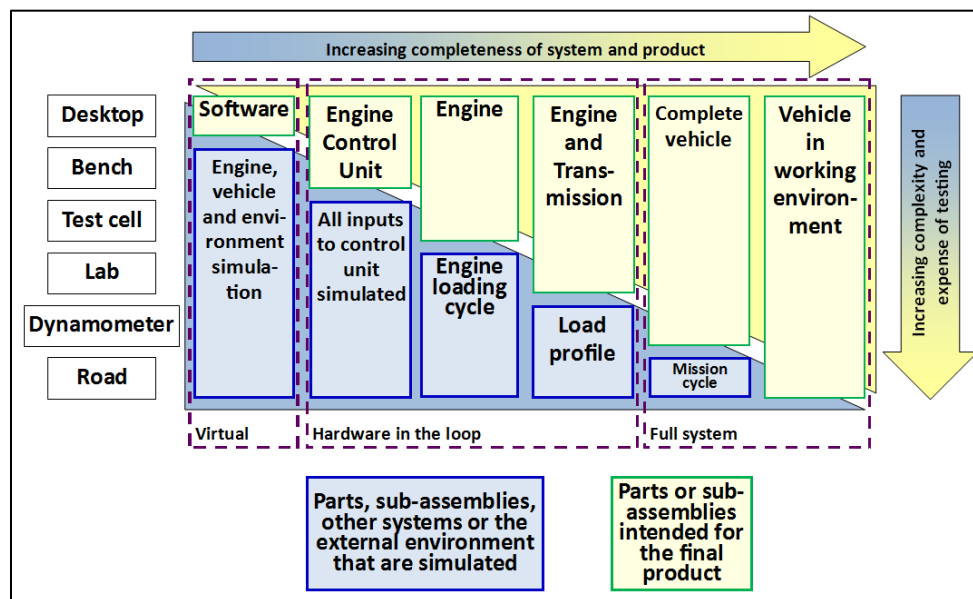 Increasing completeness of system and product
Desktop
Bench
Test cell
Lab
Dynamometer
Road
Software
Engine,
vehicle
and envi-
ronment
simula-
tion
Engine
Control
Unit
All inputs
to control
unit
simulated
Engine
Engine
loading
cycle
Engine
and
Trans-
mission
Load
profile
Complete
vehicle
Mission
cycle
Vehicle
in
working
environ-
ment
Increasing complexity and
expense of testing
Virtual
Hardware in the loop
Full system
Parts, sub-assemblies,
other systems or the
external environment
that are simulated
Parts or sub-
assemblies
intended for
the final
product